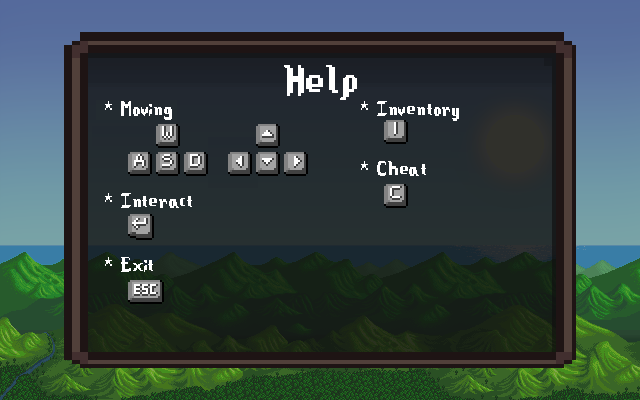 Help
* Moving
W
A S D
* Interact
* Exit
ESC
* Inventory
I
* Cheat
C